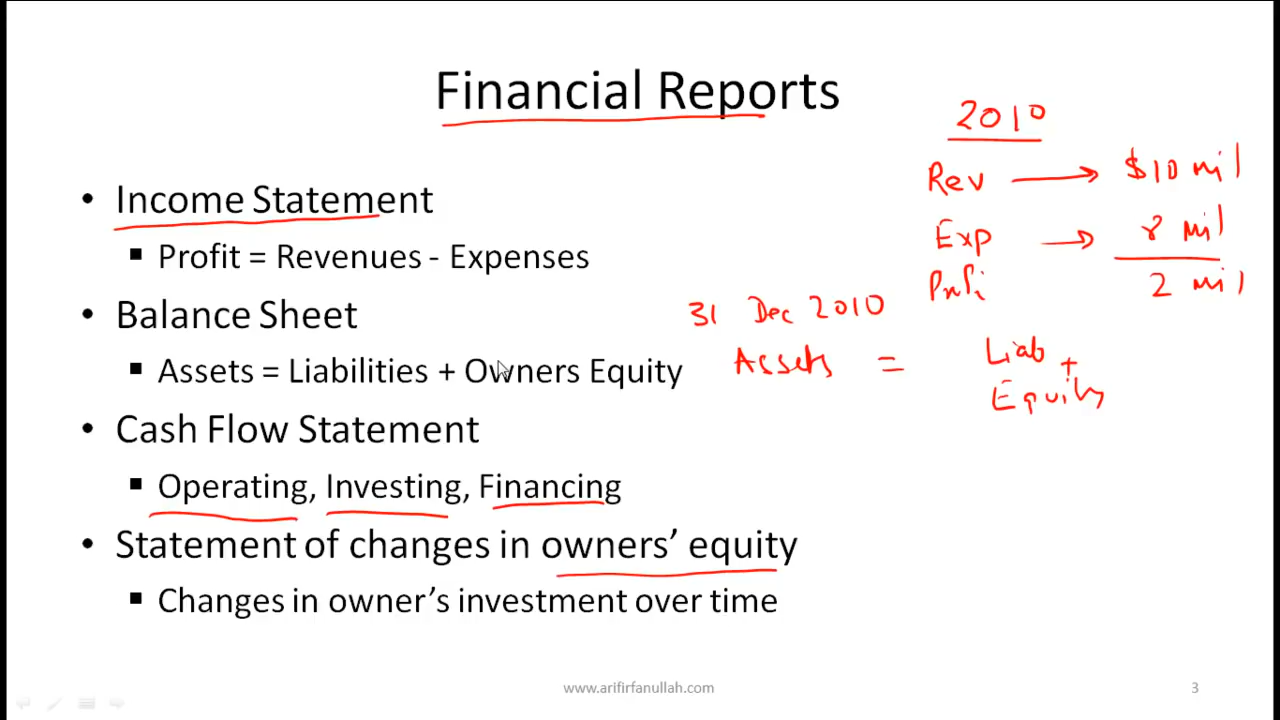 Financial Reports
2010
• Income Statement
Rev → $10 mil
Exp → 8 mil
▪ Profit = Revenues - Expenses
Profi 2 mil
• Balance Sheet
31 Dec 2010
▪ Assets = Liabilities + Owners Equity
Assets = Liab +
Equity
• Cash Flow Statement
▪ Operating, Investing, Financing
• Statement of changes in owners’ equity
▪ Changes in owner’s investment over time
www.arifirfanullah.com
3